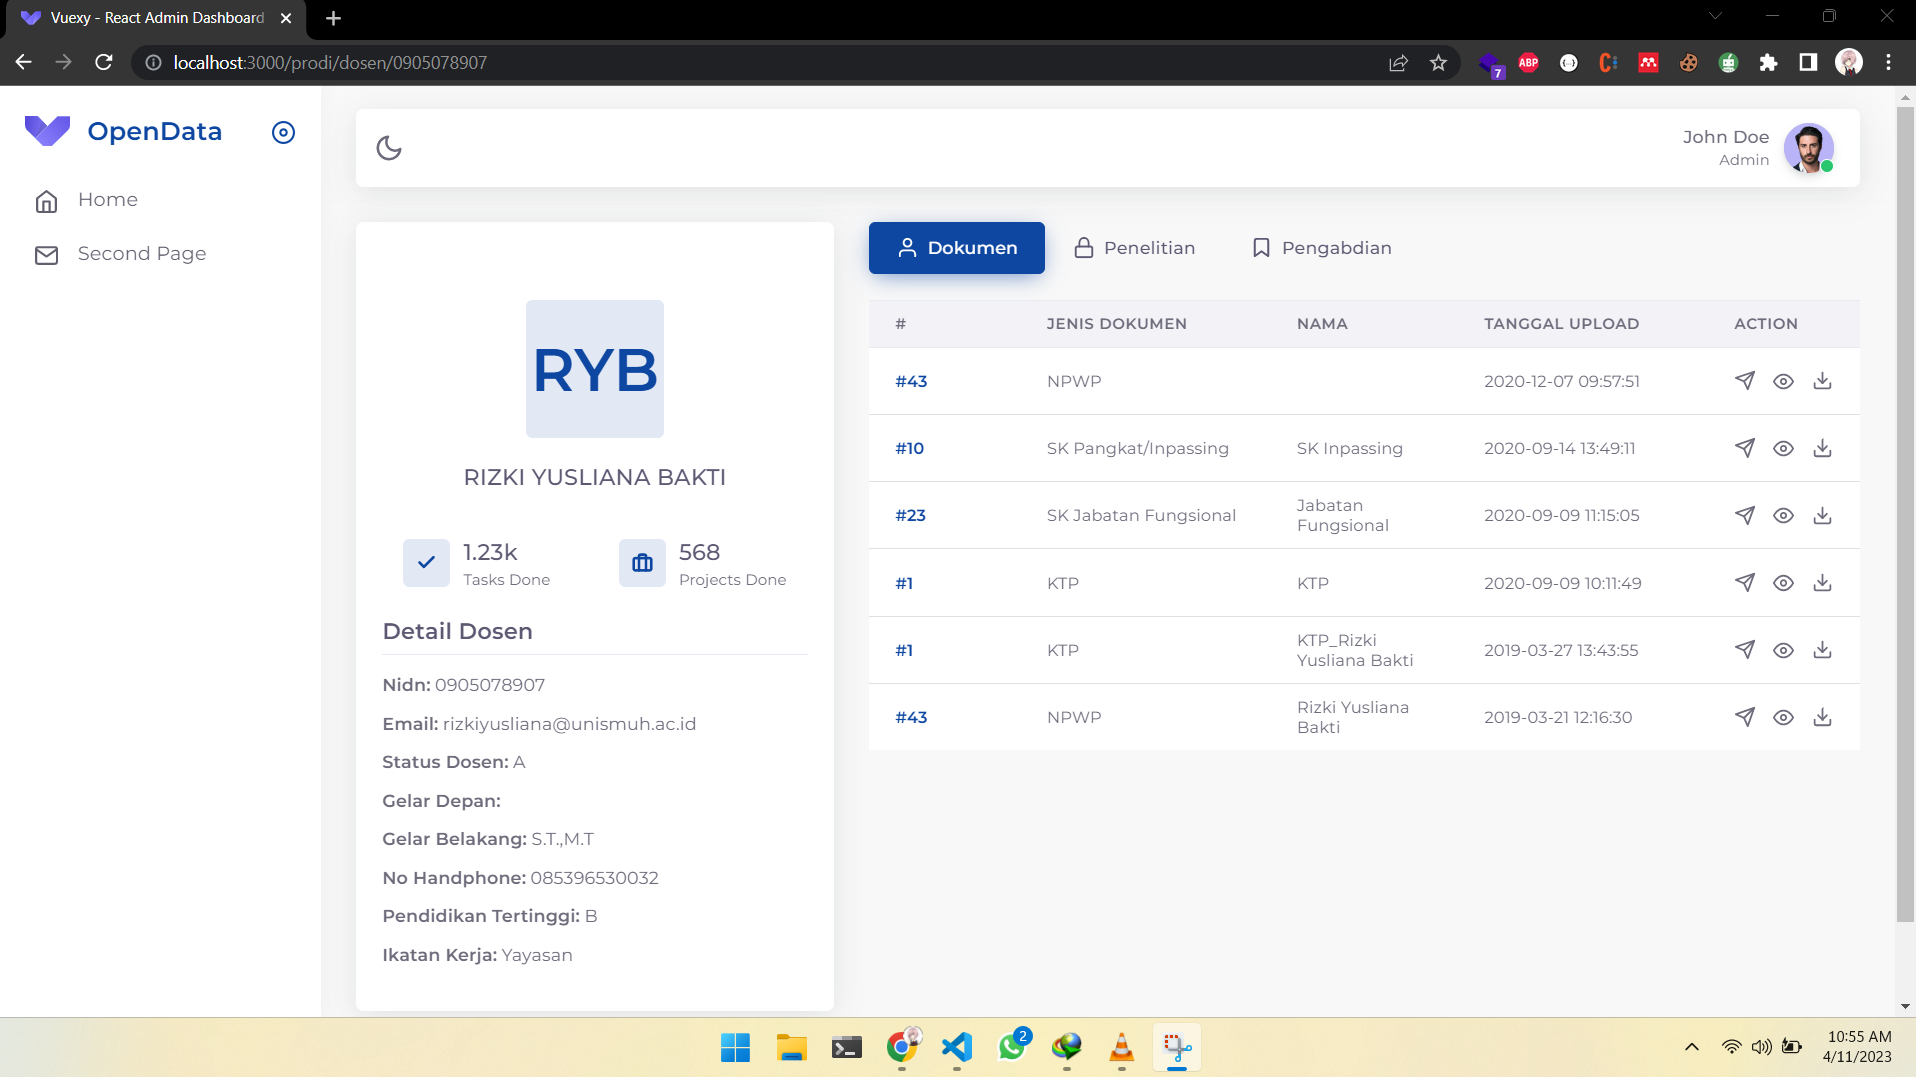 Vuexy - React Admin Dashboard
localhost:3000/prodi/dosen/0905078907
7
ABP
OpenData
Home
Second Page
John Doe
Admin
RYB
RIZKI YUSLIANA BAKTI
1.23k
Tasks Done
568
Projects Done
Detail Dosen
Nidn: 0905078907
Email: rizkiyusliana@unismuh.ac.id
Status Dosen: A
Gelar Depan:
Gelar Belakang: S.T.,M.T
No Handphone: 085396530032
Pendidikan Tertinggi: B
Ikatan Kerja: Yayasan
Dokumen Penelitian Pengabdian
# JENIS DOKUMEN NAMA TANGGAL UPLOAD ACTION
#43 NPWP 2020-12-07 09:57:51
#10 SK Pangkat/Inpassing SK Inpassing 2020-09-14 13:49:11
#23 SK Jabatan Fungsional Jabatan Fungsional 2020-09-09 11:15:05
#1 KTP KTP 2020-09-09 10:11:49
#1 KTP KTP_Rizki Yusliana Bakti 2019-03-27 13:43:55
#43 NPWP Rizki Yusliana Bakti 2019-03-21 12:16:30
2
10:55 AM
4/11/2023